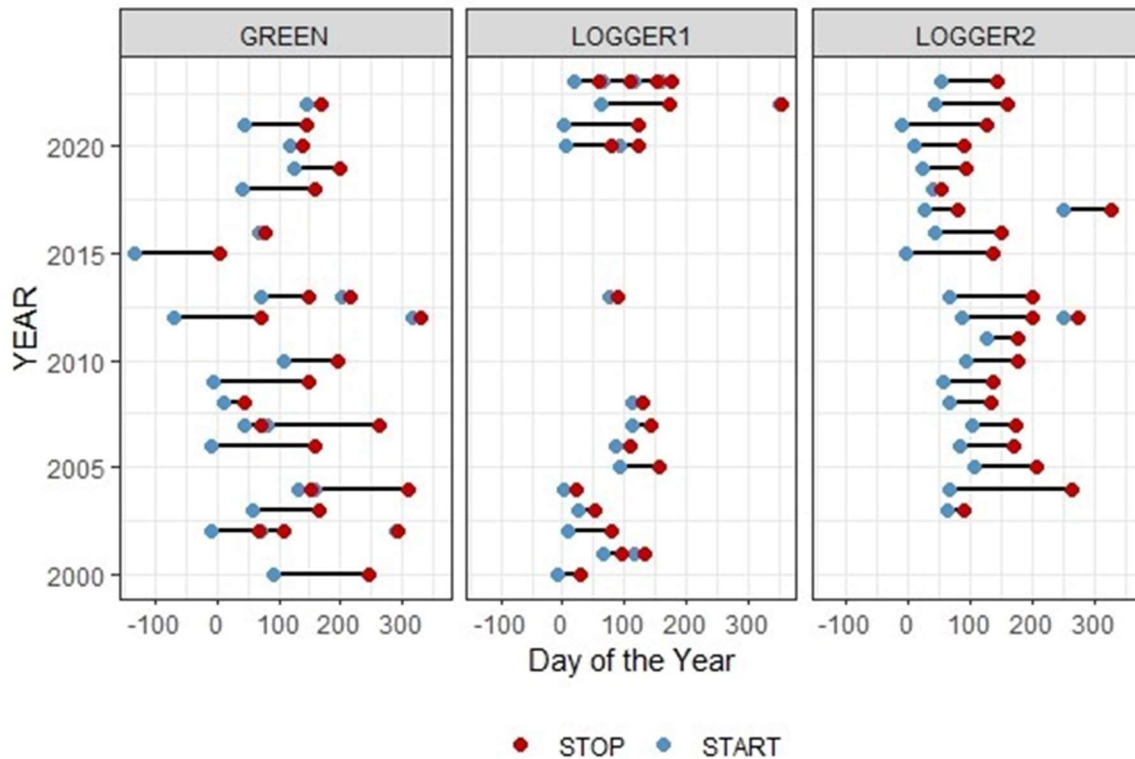 GREEN LOGGER1 LOGGER2
2020
2015
2010
2005
2000
YEAR
-100 0 100 200 300 -100 0 100 200 300 -100 0 100 200 300
Day of the Year
STOP START